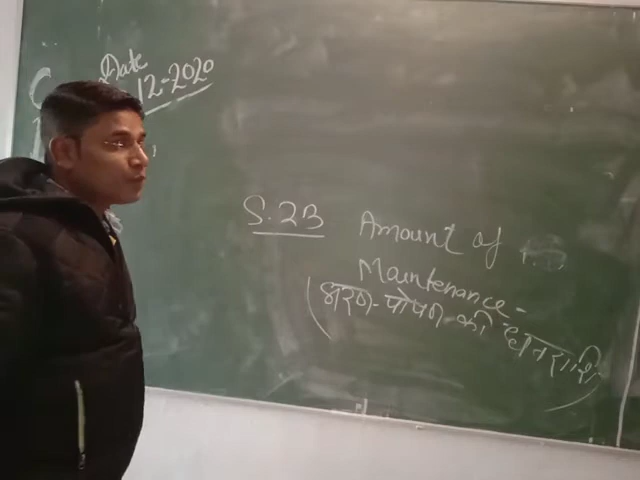 Date
12-2020
S.23 Amount of
Maintenance-
(भरण-पोषण की धनराशि